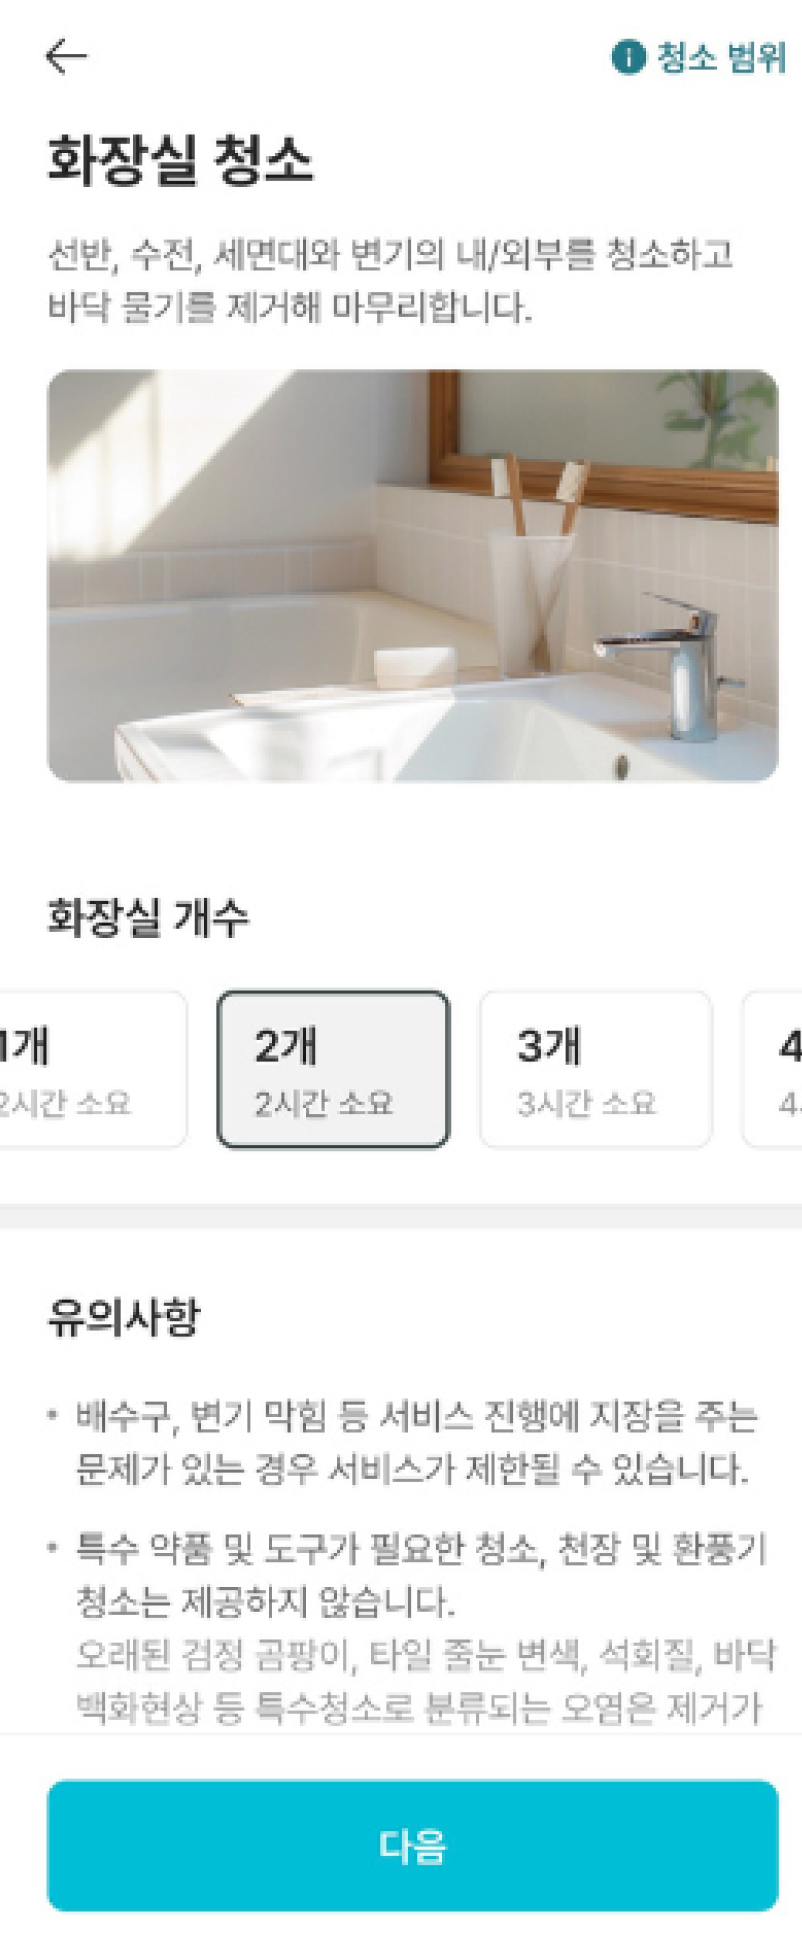 청소 범위
화장실 청소
선반, 수전, 세면대와 변기의 내/외부를 청소하고
바닥 물기를 제거해 마무리합니다.
화장실 개수
1개
2시간 소요
2개
2시간 소요
3개
3시간 소요
4
4
유의사항
• 배수구, 변기 막힘 등 서비스 진행에 지장을 주는
문제가 있는 경우 서비스가 제한될 수 있습니다.
• 특수 약품 및 도구가 필요한 청소, 천장 및 환풍기
청소는 제공하지 않습니다.
오래된 검정 곰팡이, 타일 줄눈 변색, 석회질, 바닥
백화현상 등 특수청소로 분류되는 오염은 제거가
다음